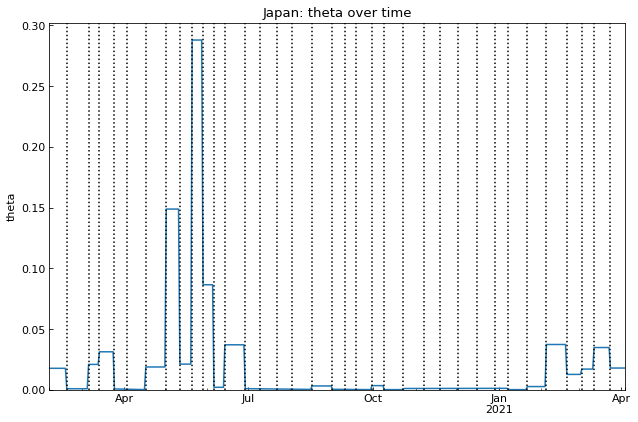 Japan: theta over time
0.30
0.25
0.20
0.15
0.10
0.05
0.00
theta
Apr
Jul
Oct
Jan
2021
Apr